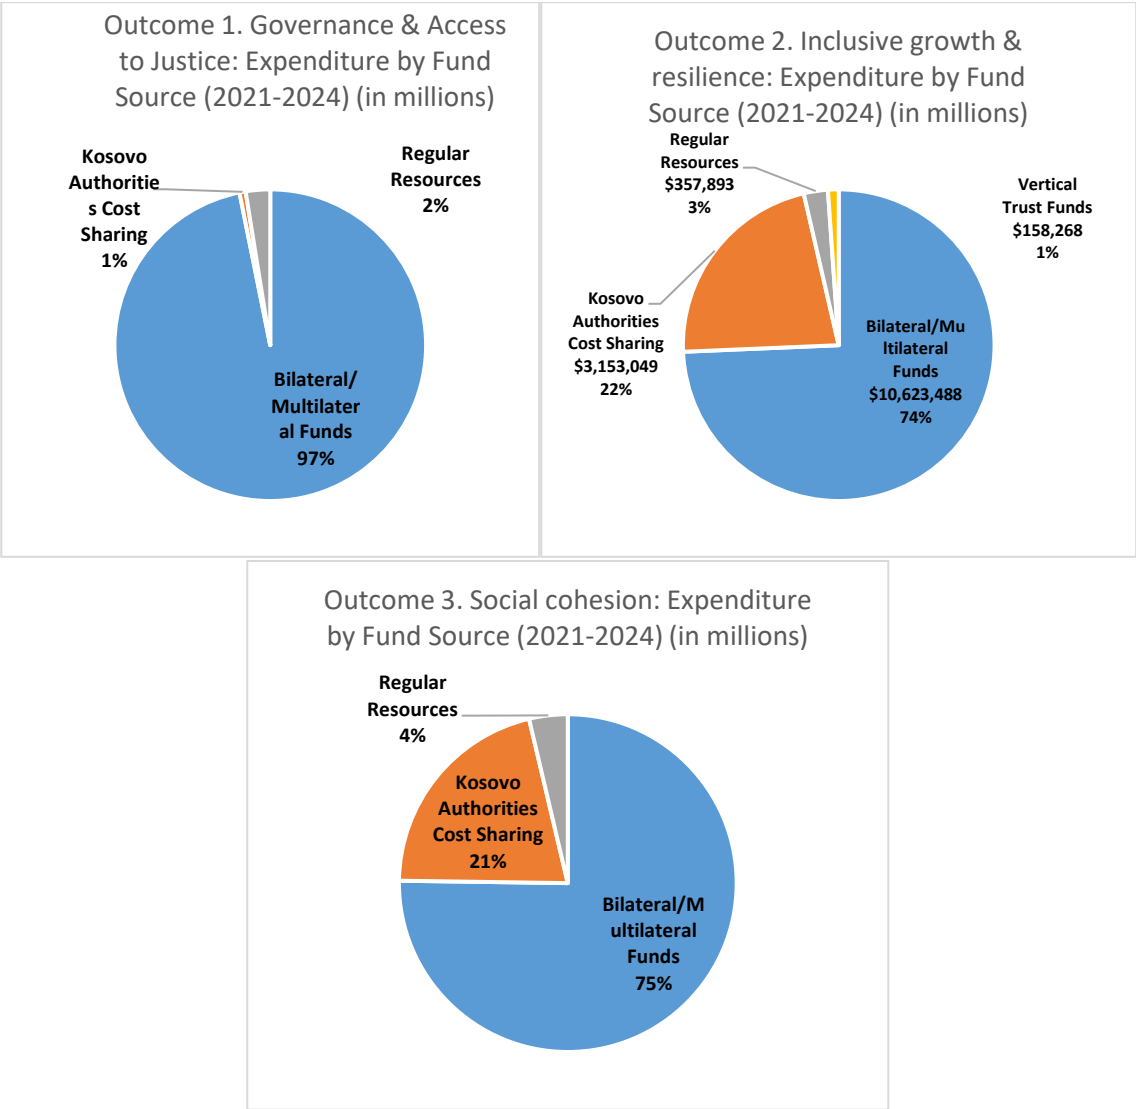 Outcome 1. Governance & Access
to Justice: Expenditure by Fund
Source (2021-2024) (in millions)
Kosovo
Authoritie
s Cost
Sharing
1%
Regular
Resources
2%
Bilateral/
Multilater
al Funds
97%
Outcome 2. Inclusive growth &
resilience: Expenditure by Fund
Source (2021-2024) (in millions)
Regular
Resources
$357,893
3%
Vertical
Trust Funds
$158,268
1%
Kosovo
Authorities
Cost Sharing
$3,153,049
22%
Bilateral/Mu
ltilateral
Funds
$10,623,488
74%
Outcome 3. Social cohesion: Expenditure
by Fund Source (2021-2024) (in millions)
Regular
Resources
4%
Kosovo
Authorities
Cost Sharing
21%
Bilateral/M
ultilateral
Funds
75%